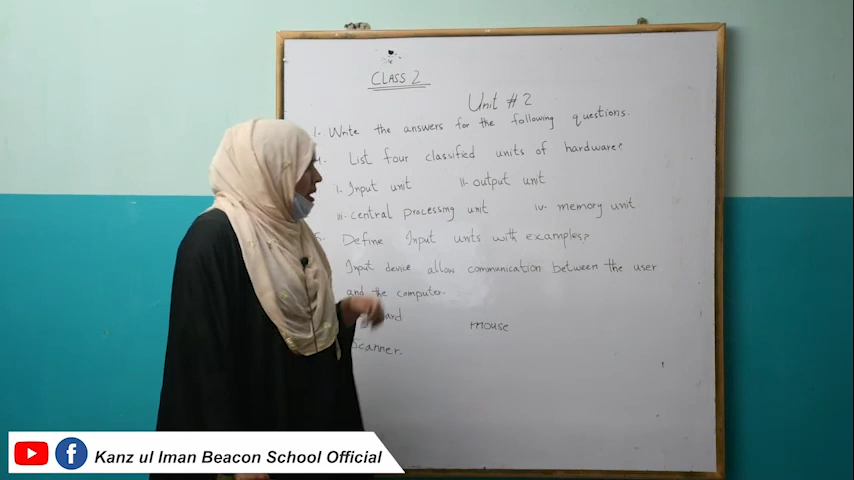 CLASS 2
Unit # 2
1. Write the answers for the following questions.
4. List four classified units of hardware?
i. Input unit ii. output unit
iii. central processing unit iv. memory unit
5. Define Input units with examples?
Input device allow communication between the user
and the computer.
mouse
Scanner.
Kanz ul Iman Beacon School Official